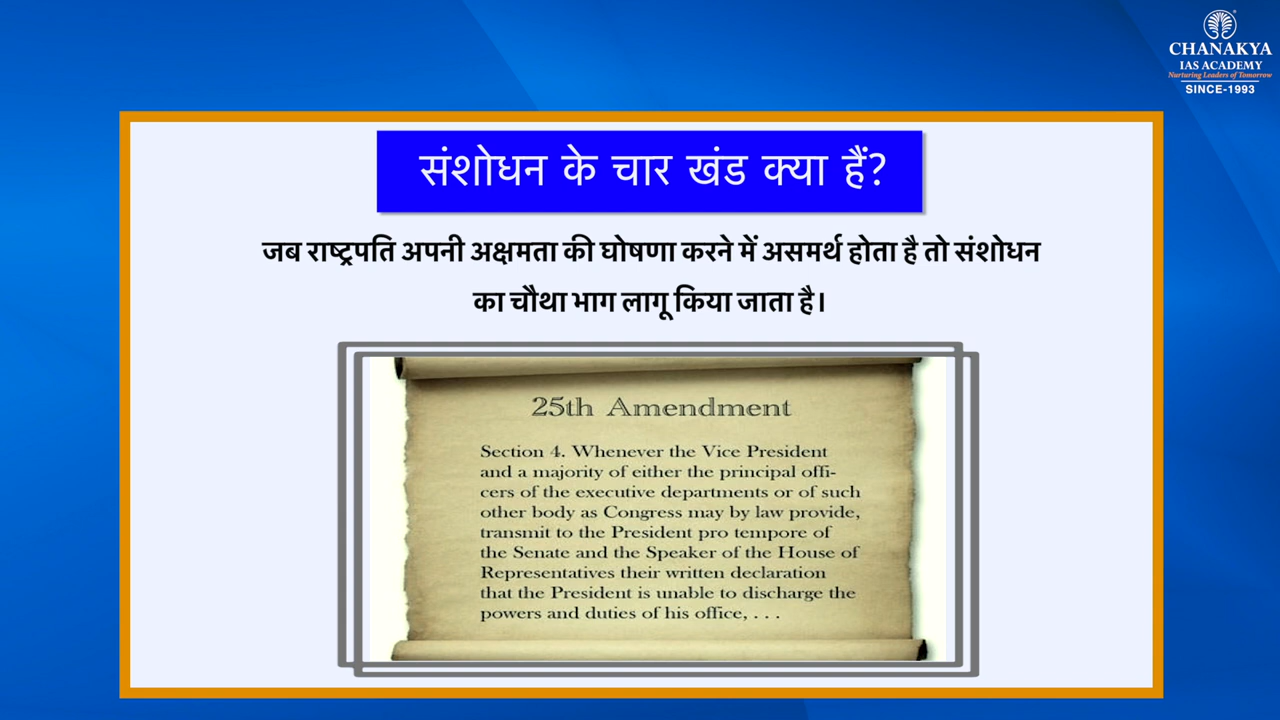 CHANAKYA
IAS ACADEMY
Nurturing Leaders of Tomorrow
SINCE-1993
संशोधन के चार खंड क्या हैं?
जब राष्ट्रपति अपनी अक्षमता की घोषणा करने में असमर्थ होता है तो संशोधन
का चौथा भाग लागू किया जाता है।
25th Amendment
Section 4. Whenever the Vice President
and a majority of either the principal offi-
cers of the executive departments or of such
other body as Congress may by law provide,
transmit to the President pro tempore of
the Senate and the Speaker of the House of
Representatives their written declaration
that the President is unable to discharge the
powers and duties of his office, . . .